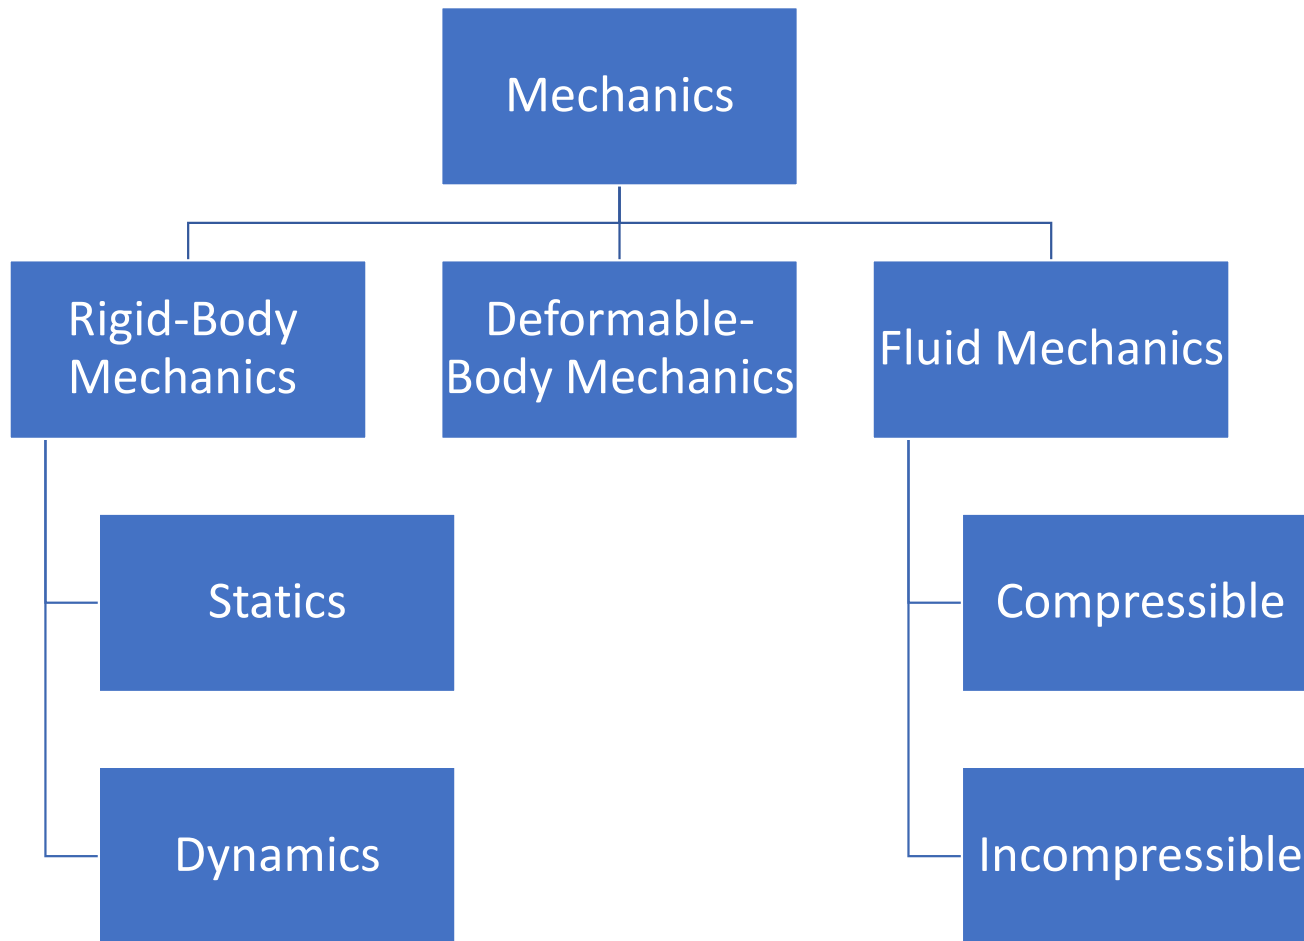 Mechanics
Rigid-Body
Mechanics
Deformable-
Body Mechanics
Fluid Mechanics
Statics
Compressible
Dynamics
Incompressible